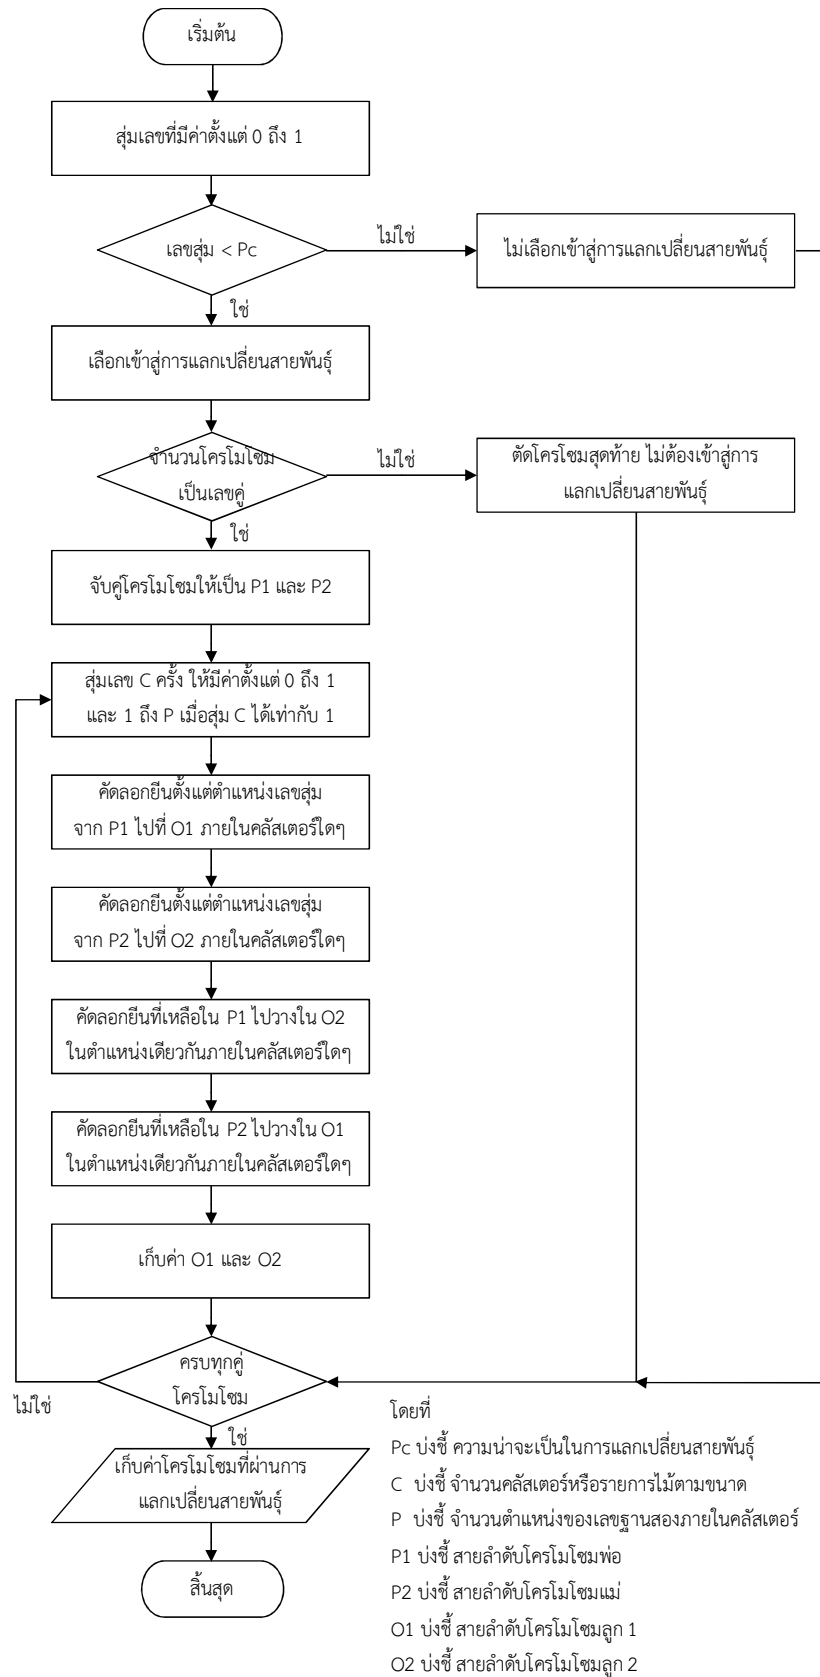 เริ่มต้น
สุ่มเลขที่มีค่าตั้งแต่ 0 ถึง 1
เลขสุ่ม < Pc
ไม่ใช่
ไม่เลือกเข้าสู่การแลกเปลี่ยนสายพันธุ์
ใช่
เลือกเข้าสู่การแลกเปลี่ยนสายพันธุ์
จำนวนโครโมโซม
เป็นเลขคู่
ไม่ใช่
ตัดโครโซมสุดท้าย ไม่ต้องเข้าสู่การ
แลกเปลี่ยนสายพันธุ์
ใช่
จับคู่โครโมโซมให้เป็น P1 และ P2
สุ่มเลข C ครั้ง ให้มีค่าตั้งแต่ 0 ถึง 1
และ 1 ถึง P เมื่อสุ่ม C ได้เท่ากับ 1
คัดลอกยีนตั้งแต่ตำแหน่งเลขสุ่ม
จาก P1 ไปที่ O1 ภายในคลัสเตอร์ใดๆ
คัดลอกยีนตั้งแต่ตำแหน่งเลขสุ่ม
จาก P2 ไปที่ O2 ภายในคลัสเตอร์ใดๆ
คัดลอกยีนที่เหลือใน P1 ไปวางใน O2
ในตำแหน่งเดียวกันภายในคลัสเตอร์ใดๆ
คัดลอกยีนที่เหลือใน P2 ไปวางใน O1
ในตำแหน่งเดียวกันภายในคลัสเตอร์ใดๆ
เก็บค่า O1 และ O2
ครบทุกคู่
โครโมโซม
ไม่ใช่
ใช่
เก็บค่าโครโมโซมที่ผ่านการ
แลกเปลี่ยนสายพันธุ์
สิ้นสุด
โดยที่
Pc บ่งชี้ ความน่าจะเป็นในการแลกเปลี่ยนสายพันธุ์
C บ่งชี้ จำนวนคลัสเตอร์หรือรายการไม้ตามขนาด
P บ่งชี้ จำนวนตำแหน่งของเลขฐานสองภายในคลัสเตอร์
P1 บ่งชี้ สายลำดับโครโมโซมพ่อ
P2 บ่งชี้ สายลำดับโครโมโซมแม่
O1 บ่งชี้ สายลำดับโครโมโซมลูก 1
O2 บ่งชี้ สายลำดับโครโมโซมลูก 2